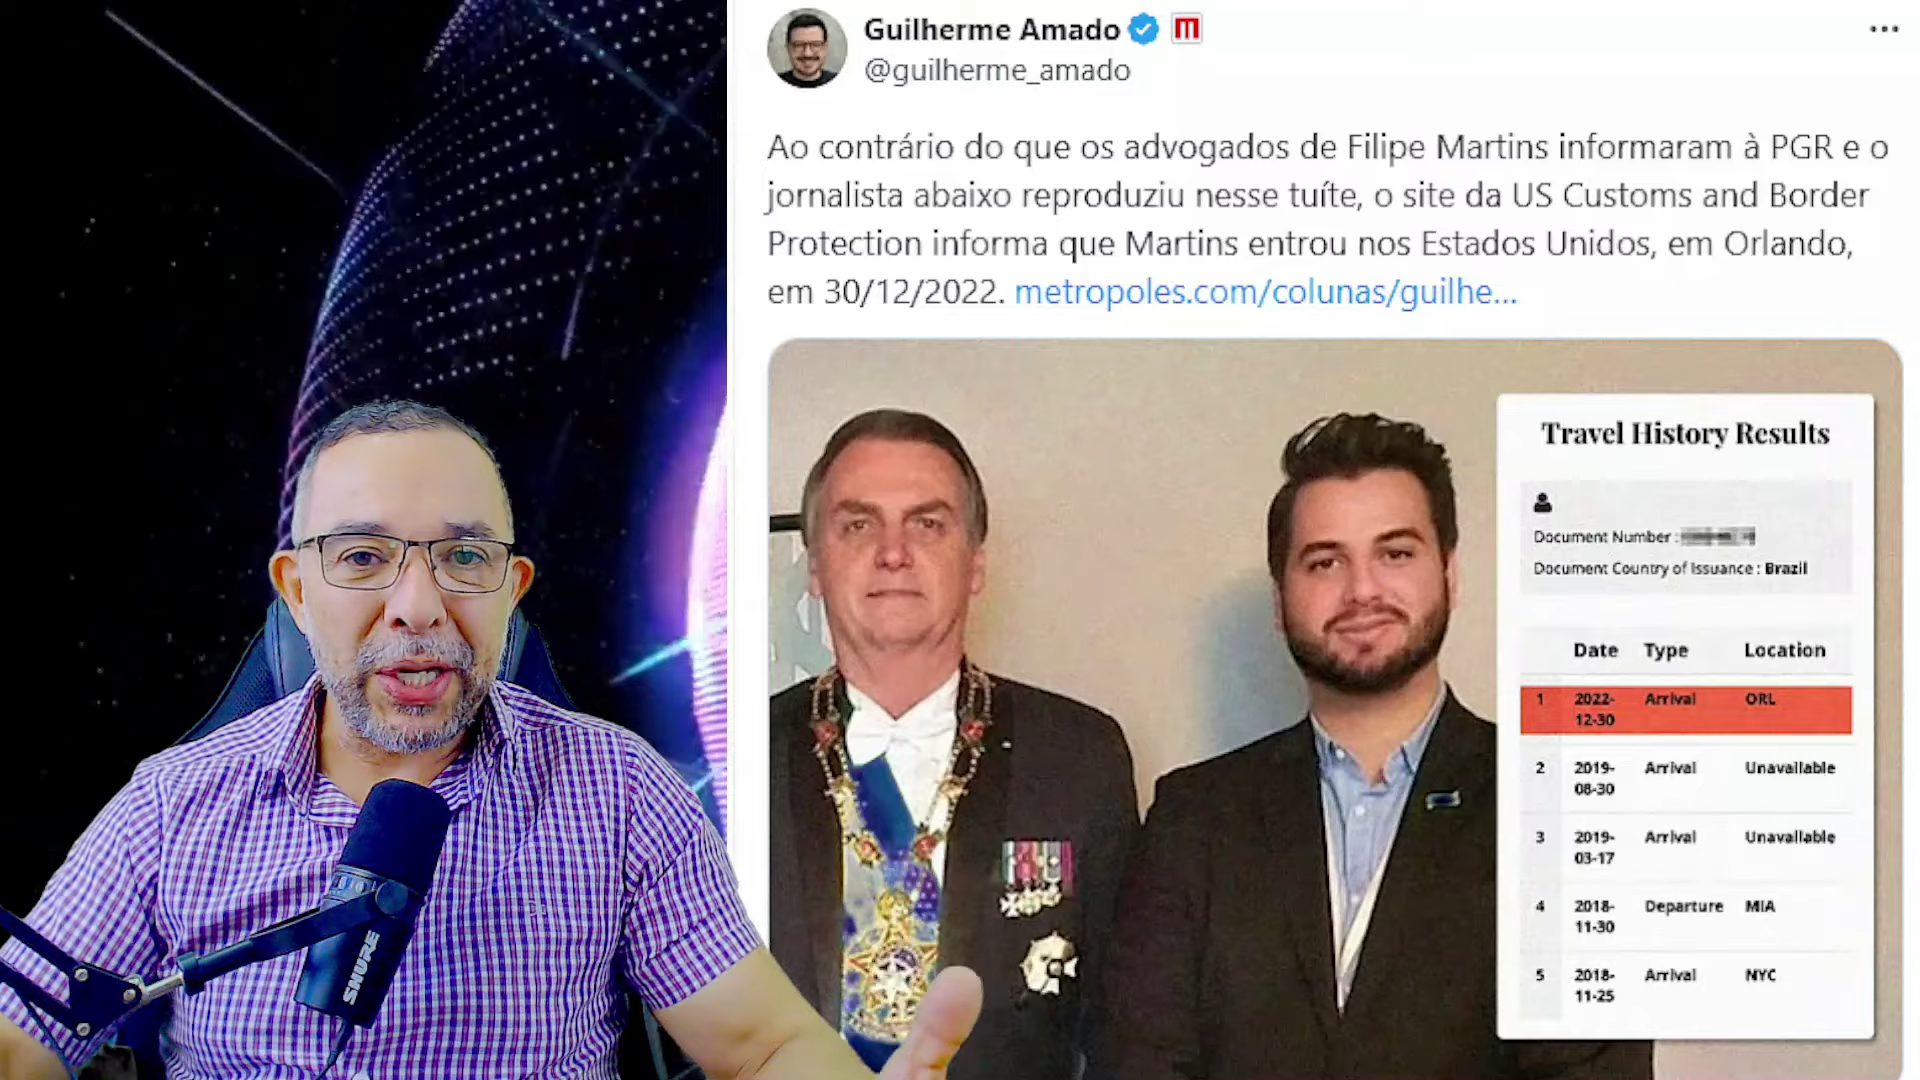 Guilherme Amado
@guilherme_amado
Ao contrário do que os advogados de Filipe Martins informaram à PGR e o
jornalista abaixo reproduziu nesse tuíte, o site da US Customs and Border
Protection informa que Martins entrou nos Estados Unidos, em Orlando,
em 30/12/2022. metropoles.com/colunas/guilhe...
Travel History Results
Document Number :
Document Country of Issuance : Brazil
Date Type Location
1 2022-12-30 Arrival ORL
2 2019-08-30 Arrival Unavailable
3 2019-03-17 Arrival Unavailable
4 2018-11-30 Departure MIA
5 2018-11-25 Arrival NYC
SHURE